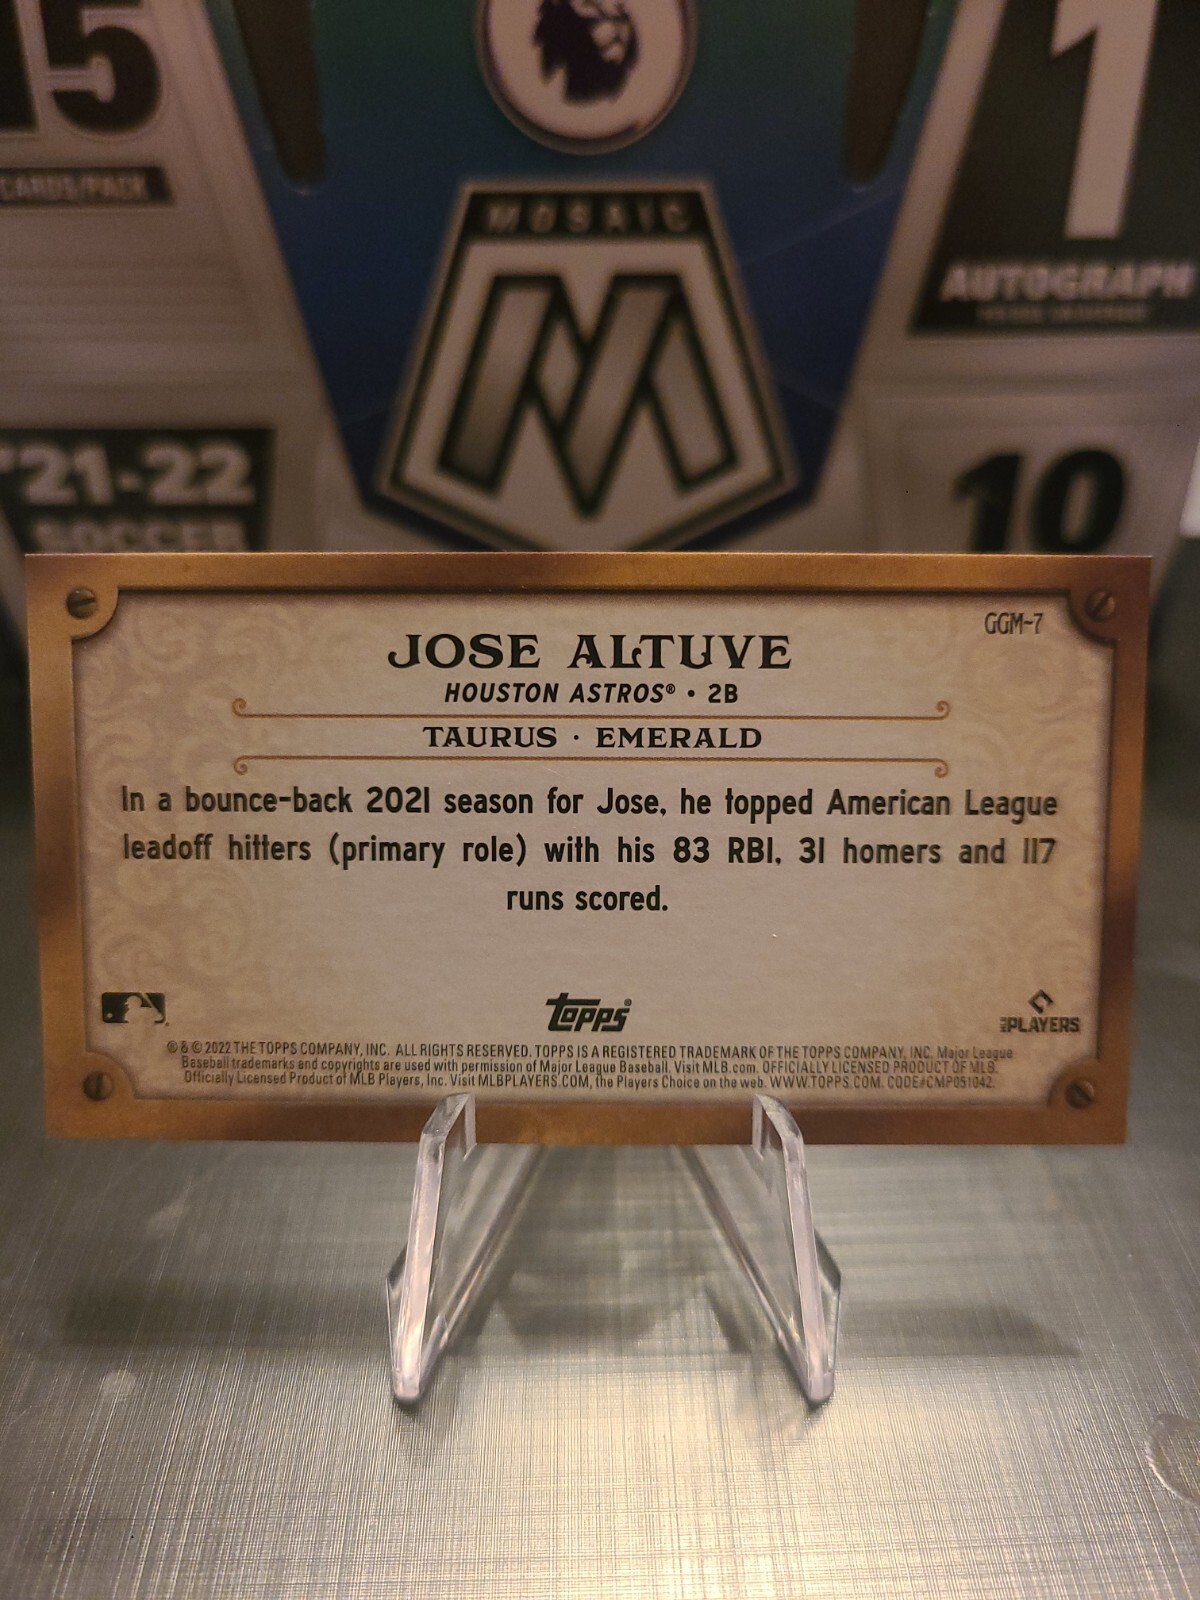 15
CARDS/PACK
MOSAIC
M
1
AUTOGRAPH
'21-22
SOCCER
10
GGM-7
JOSE ALTUVE
HOUSTON ASTROS® • 2B
TAURUS · EMERALD
In a bounce-back 2021 season for Jose, he topped American League
leadoff hitters (primary role) with his 83 RBI, 31 homers and 117
runs scored.
topps®
PLAYERS
® & © 2022 THE TOPPS COMPANY, INC. ALL RIGHTS RESERVED. TOPPS IS A REGISTERED TRADEMARK OF THE TOPPS COMPANY, INC. Major League
Baseball trademarks and copyrights are used with permission of Major League Baseball. Visit MLB.com. OFFICIALLY LICENSED PRODUCT OF MLB.
Officially Licensed Product of MLB Players, Inc. Visit MLBPLAYERS.COM, the Players Choice on the web. WWW.TOPPS.COM. CODE#CMP051042.